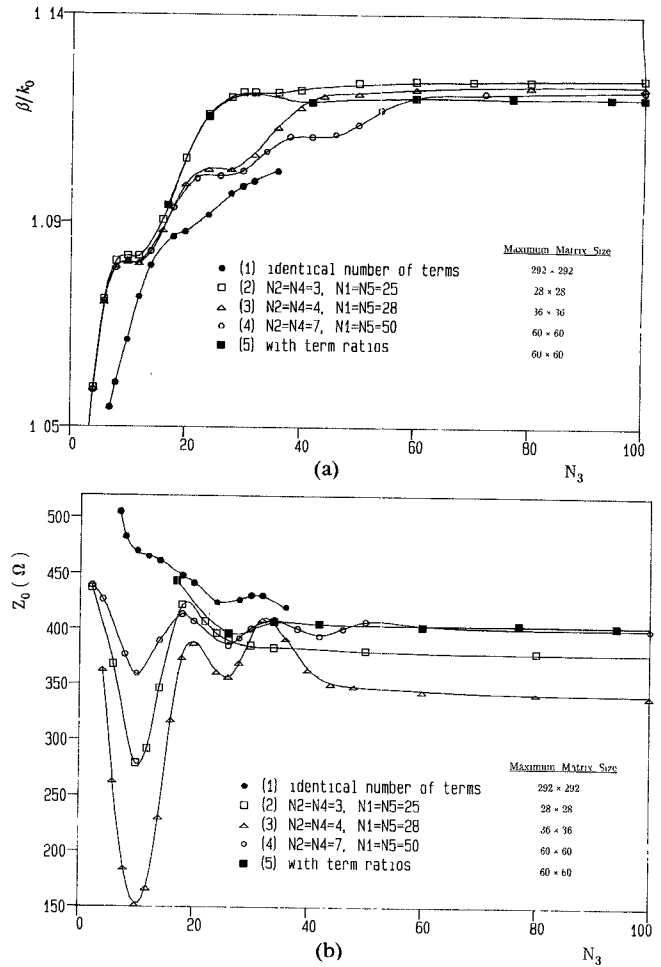 1 14
β/k0
1.09
1 05
0
20
40
60
80
100
N3
Maximum Matrix Size
(1) identical number of terms
292 × 292
(2) N2=N4=3, N1=N5=25
28 × 28
(3) N2=N4=4, N1=N5=28
36 × 36
(4) N2=N4=7, N1=N5=50
60 × 60
(5) with term ratios
60 × 60
(a)
Z0 ( Ω )
500
450
400
350
300
250
200
150
0
20
40
60
80
100
N3
Maximum Matrix Size
(1) identical number of terms
292 × 292
(2) N2=N4=3, N1=N5=25
28 × 28
(3) N2=N4=4, N1=N5=28
36 × 36
(4) N2=N4=7, N1=N5=50
60 × 60
(5) with term ratios
60 × 60
(b)